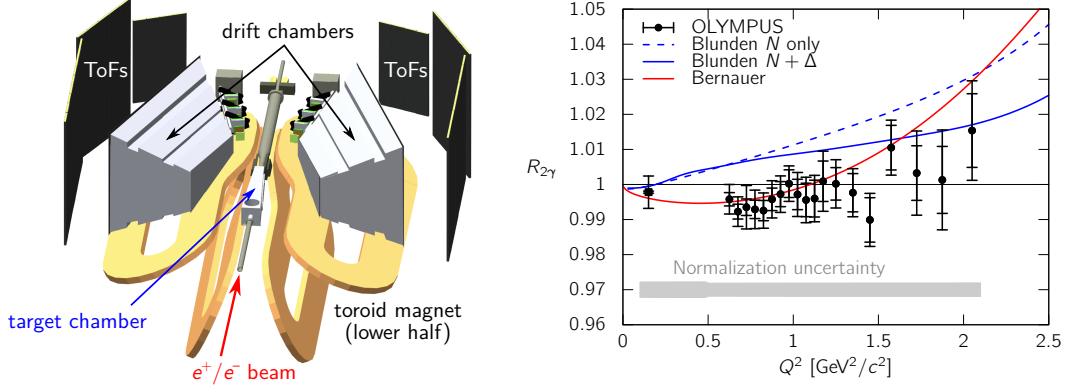 drift chambers
ToFs
ToFs
target chamber
toroid magnet
(lower half)
e⁺/e⁻ beam
R₂γ
1.05
1.04
1.03
1.02
1.01
1
0.99
0.98
0.97
0.96
OLYMPUS
Blunden N only
Blunden N + Δ
Bernauer
Normalization uncertainty
0
0.5
1
1.5
2
2.5
Q² [GeV²/c²]